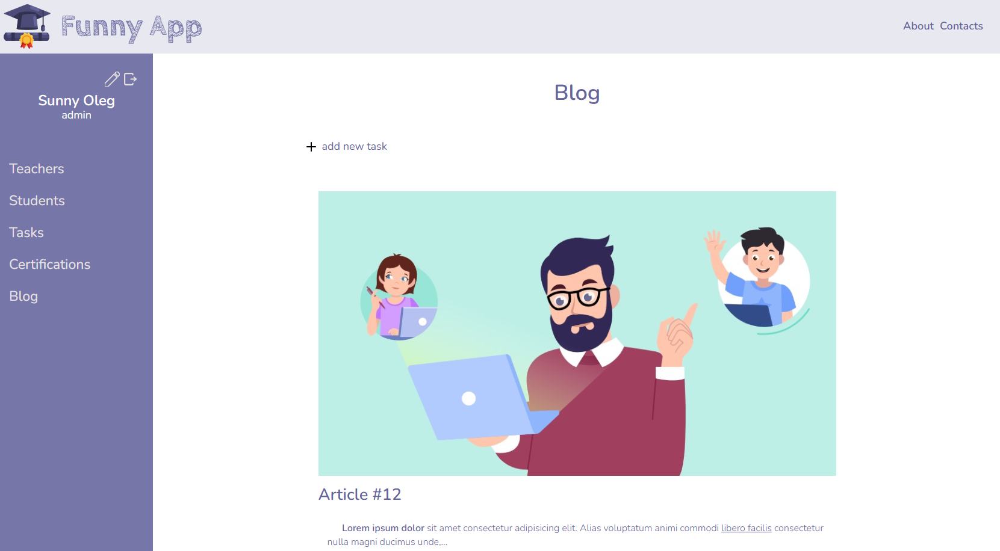 Funny App
About Contacts
Sunny Oleg
admin
Teachers
Students
Tasks
Certifications
Blog
Blog
add new task
Article #12
Lorem ipsum dolor sit amet consectetur adipisicing elit. Alias voluptatum animi commodi libero facilis consectetur
nulla magni ducimus unde,...